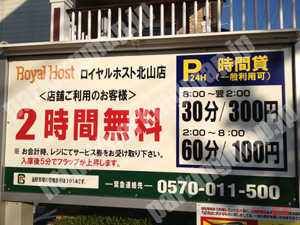 Royal Host ロイヤルホスト北山店
<店舗ご利用のお客様>
2時間無料
※お会計時、レジにてサービス券をお受け取り下さい。
入庫後5分でフラップが上昇します。
P 24H 時間貸
(一般利用可)
8:00~翌2:00
30分/300円
2:00~8:00
60分/100円
―緊急連絡先― 0570-011-500